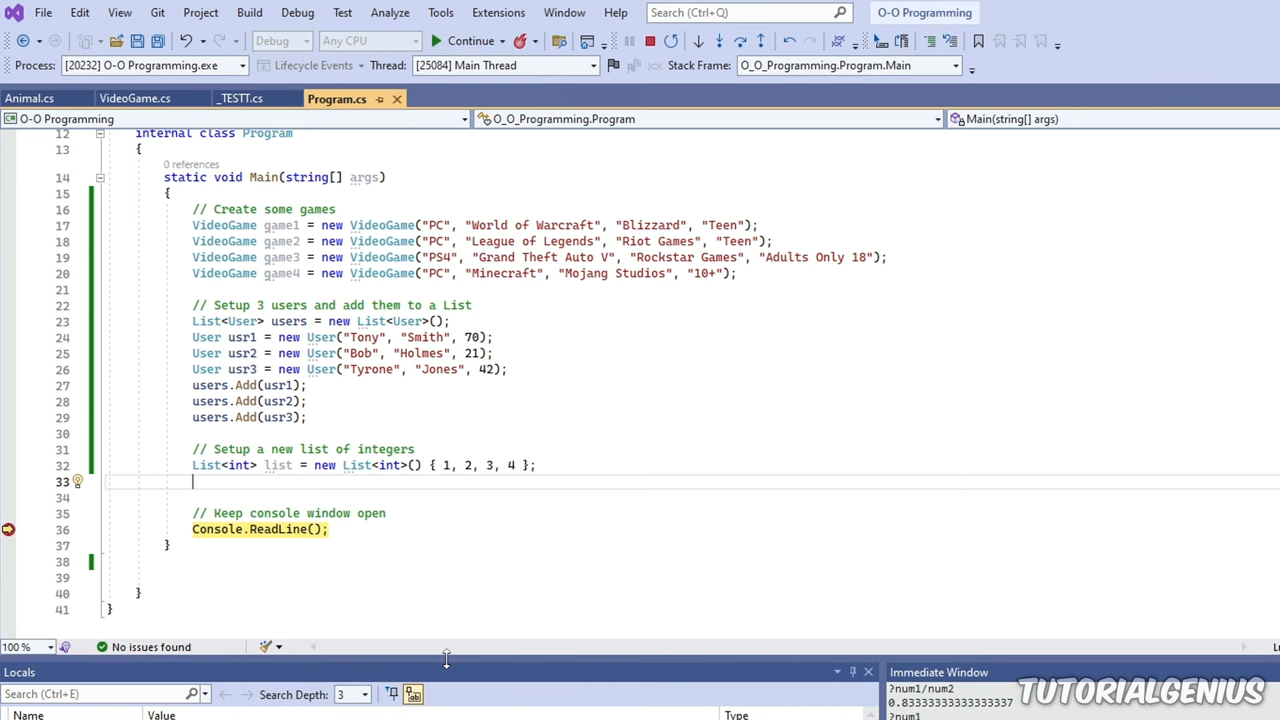 File Edit View Git Project Build Debug Test Analyze Tools Extensions Window Help Search (Ctrl+Q) O-O Programming
Debug Any CPU Continue
Process: [20232] O-O Programming.exe Lifecycle Events Thread: [25084] Main Thread Stack Frame: O_O_Programming.Program.Main
Animal.cs VideoGame.cs _TESTT.cs Program.cs
O-O Programming O_O_Programming.Program Main(string[] args)
12 internal class Program
13 {
0 references
14 static void Main(string[] args)
15 {
16 // Create some games
17 VideoGame game1 = new VideoGame("PC", "World of Warcraft", "Blizzard", "Teen");
18 VideoGame game2 = new VideoGame("PC", "League of Legends", "Riot Games", "Teen");
19 VideoGame game3 = new VideoGame("PS4", "Grand Theft Auto V", "Rockstar Games", "Adults Only 18");
20 VideoGame game4 = new VideoGame("PC", "Minecraft", "Mojang Studios", "10+");
21
22 // Setup 3 users and add them to a List
23 List<User> users = new List<User>();
24 User usr1 = new User("Tony", "Smith", 70);
25 User usr2 = new User("Bob", "Holmes", 21);
26 User usr3 = new User("Tyrone", "Jones", 42);
27 users.Add(usr1);
28 users.Add(usr2);
29 users.Add(usr3);
30
31 // Setup a new list of integers
32 List<int> list = new List<int>() { 1, 2, 3, 4 };
33
34
35 // Keep console window open
36 Console.ReadLine();
37 }
38
39
40 }
41 }
100 % No issues found
Locals Immediate Window
Search (Ctrl+E) Search Depth: 3 ?num1/num2
0.83333333333333337
Name Value Type ?num1
TUTORIALGENIUS